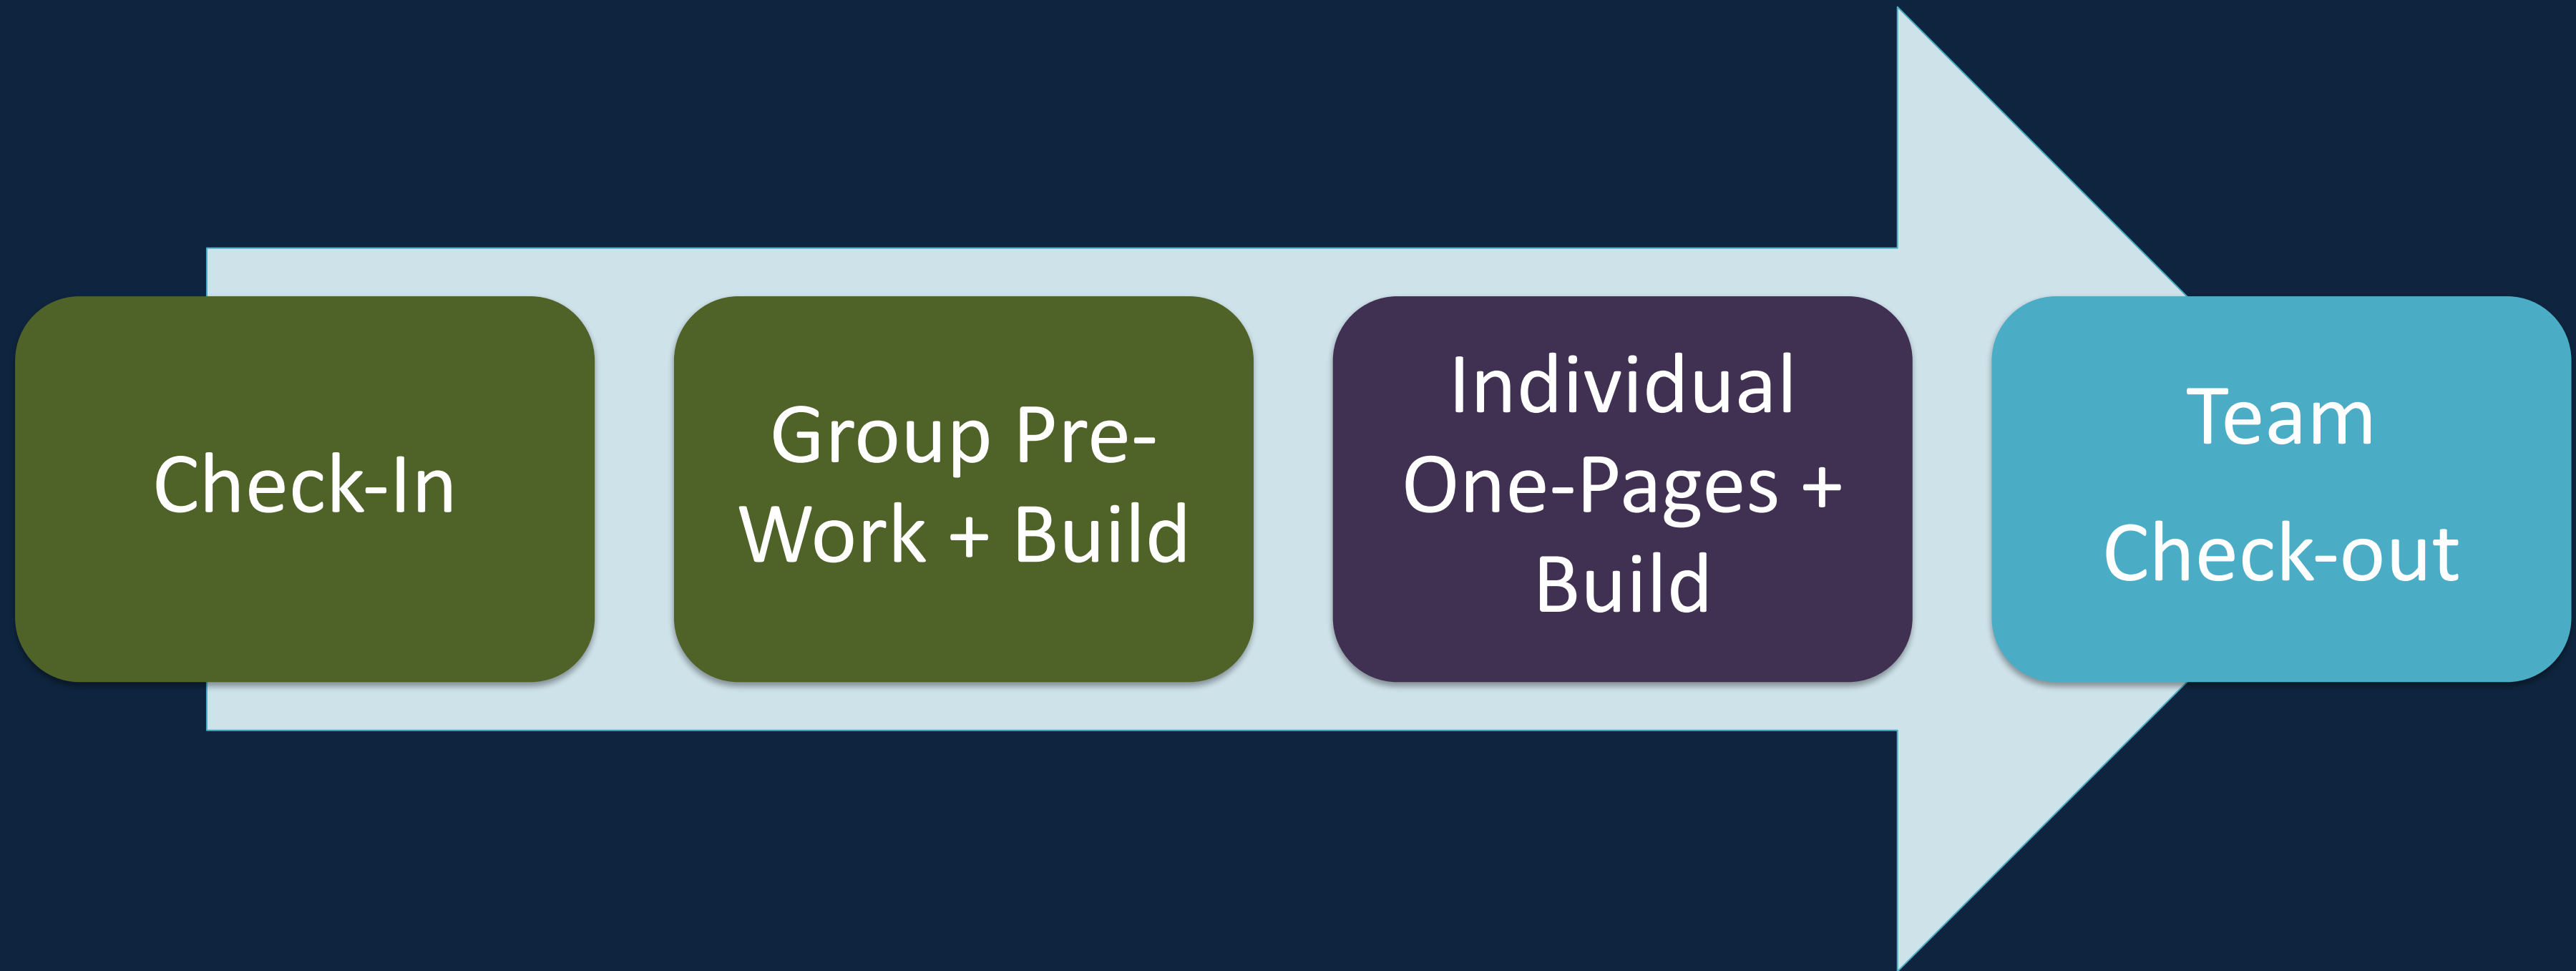 Check-In
Group Pre-
Work + Build
Individual
One-Pages +
Build
Team
Check-out